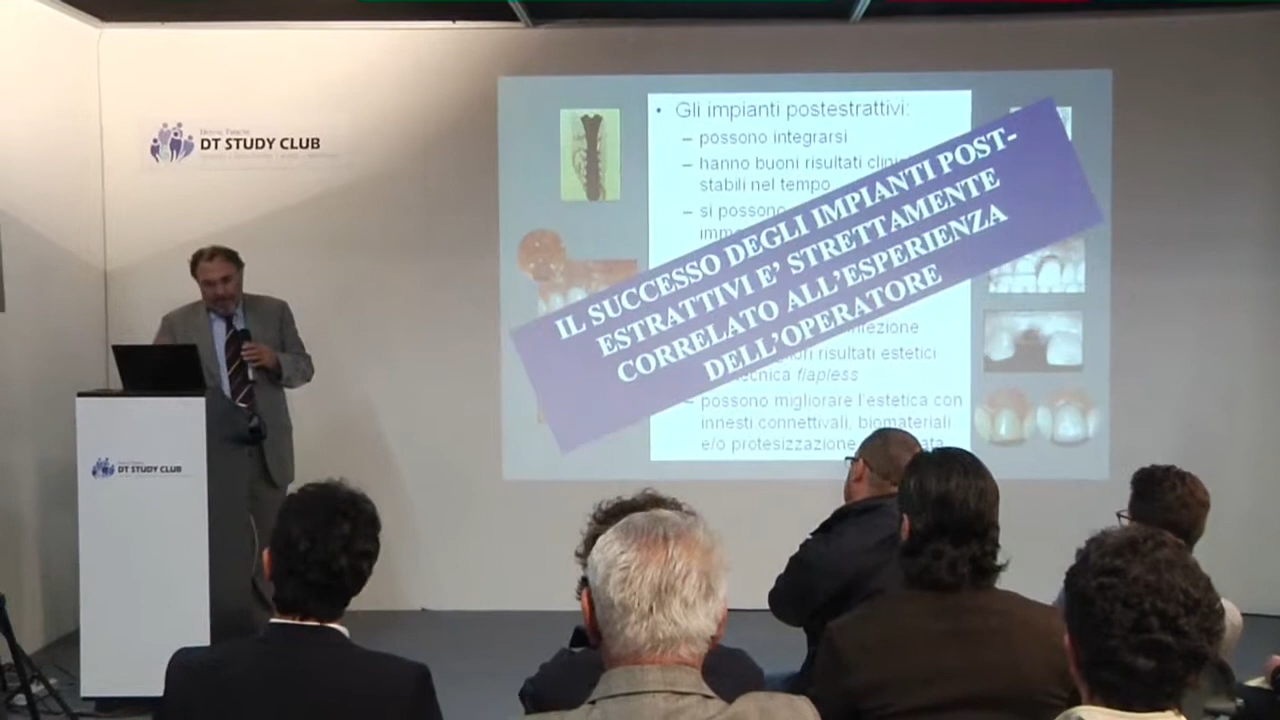 DENTAL TRIBUNE
DT STUDY CLUB
DT STUDY CLUB
• Gli impianti postestrattivi:
– possono integrarsi
– hanno buoni risultati
stabili nel tempo
– si possono
IL SUCCESSO DEGLI IMPIANTI POST-
ESTRATTIVI E' STRETTAMENTE
CORRELATO ALL'ESPERIENZA
DELL'OPERATORE
risultati estetici
flapless
– possono migliorare l'estetica con
innesti connettivali, biomateriali
e/o protesizzazione